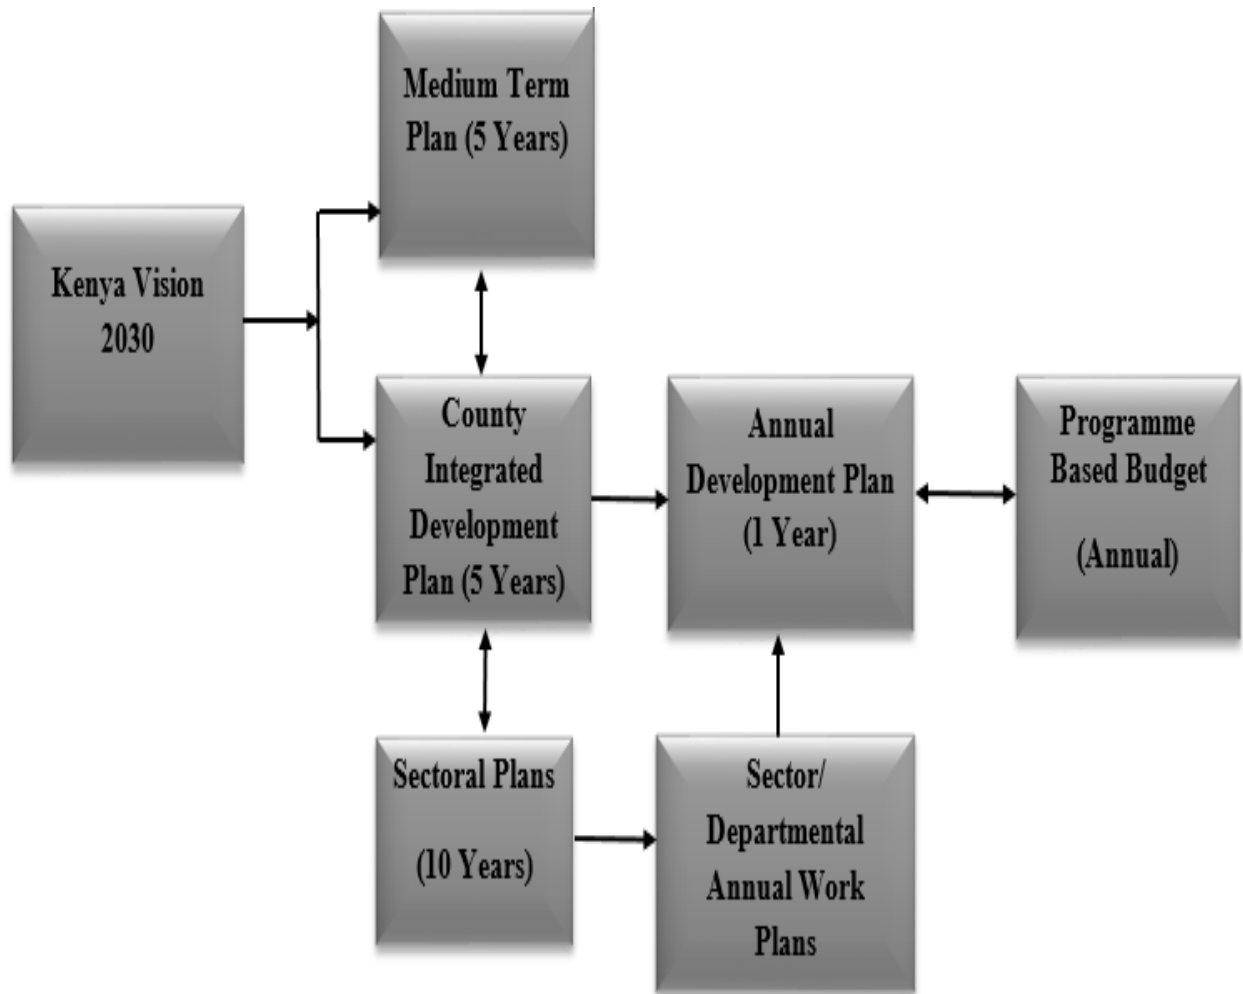 Medium Term
Plan (5 Years)
Kenya Vision
2030
County
Integrated
Development
Plan (5 Years)
Annual
Development Plan
(1 Year)
Programme
Based Budget
(Annual)
Sectoral Plans
(10 Years)
Sector/
Departmental
Annual Work
Plans